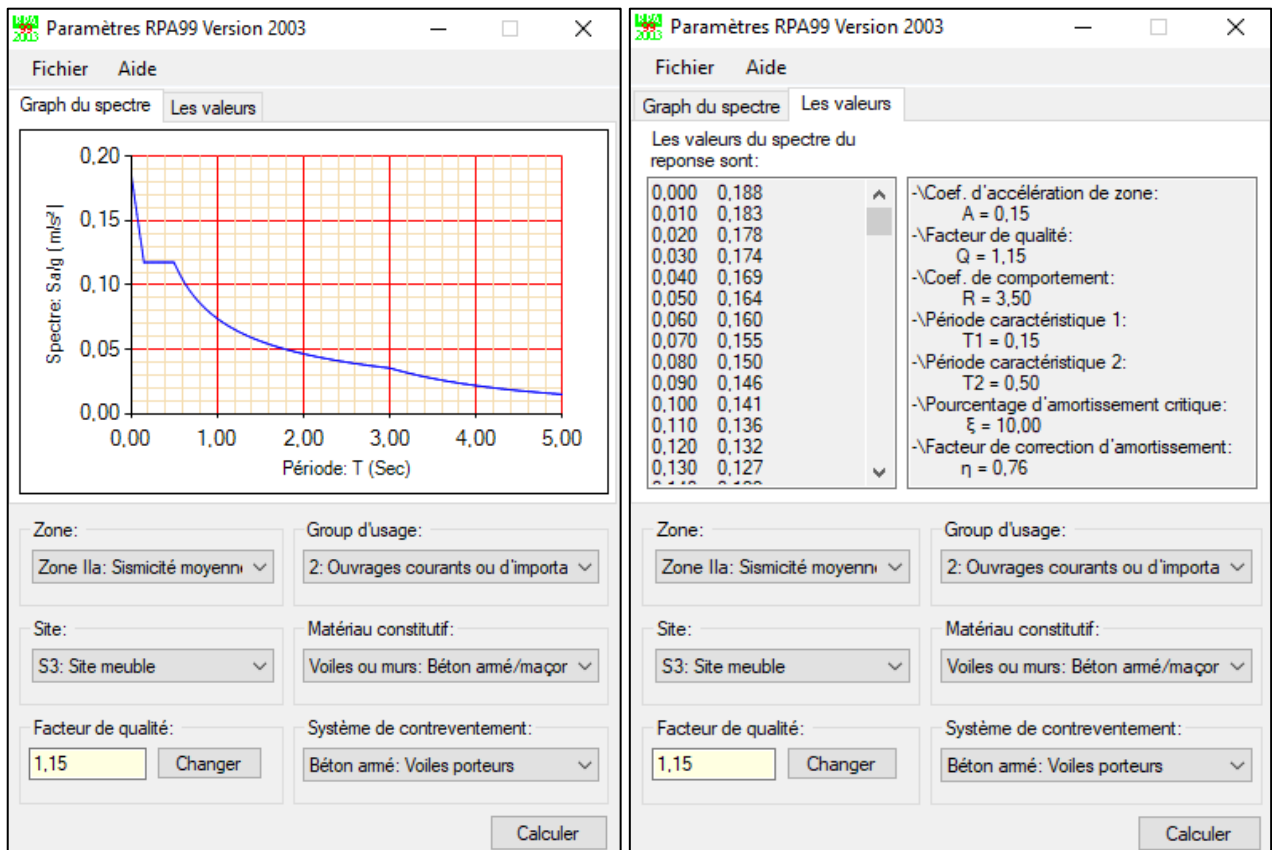 RPA 99 2003 Paramètres RPA99 Version 2003
Fichier Aide
Graph du spectre Les valeurs
Spectre: Sa/g ( m/s²)
0,20
0,15
0,10
0,05
0,00
0,00 1,00 2,00 3,00 4,00 5,00
Période: T (Sec)
Zone: Group d'usage:
Zone IIa: Sismicité 2: Ouvrages courants ou d'importa
Site: Matériau constitutif:
S3: Site meuble Voiles ou murs: Béton armé/maçor
Facteur de qualité: Système de contreventement:
1,15 Changer Béton armé: Voiles porteurs
Calculer
RPA 99 2003 Paramètres RPA99 Version 2003
Fichier Aide
Graph du spectre Les valeurs
Les valeurs du spectre du
reponse sont:
0,000 0,188
0,010 0,183
0,020 0,178
0,030 0,174
0,040 0,169
0,050 0,164
0,060 0,160
0,070 0,155
0,080 0,150
0,090 0,146
0,100 0,141
0,110 0,136
0,120 0,132
0,130 0,127
-\Coef. d'accélération de zone:
A = 0,15
-\Facteur de qualité:
Q = 1,15
-\Coef. de comportement:
R = 3,50
-\Période caractéristique 1:
T1 = 0,15
-\Période caractéristique 2:
T2 = 0,50
-\Pourcentage d'amortissement critique:
ξ = 10,00
-\Facteur de correction d'amortissement:
η = 0,76
Zone: Group d'usage:
Zone IIa: Sismicité 2: Ouvrages courants ou d'importa
Site: Matériau constitutif:
S3: Site meuble Voiles ou murs: Béton armé/maçor
Facteur de qualité: Système de contreventement:
1,15 Changer Béton armé: Voiles porteurs
Calculer